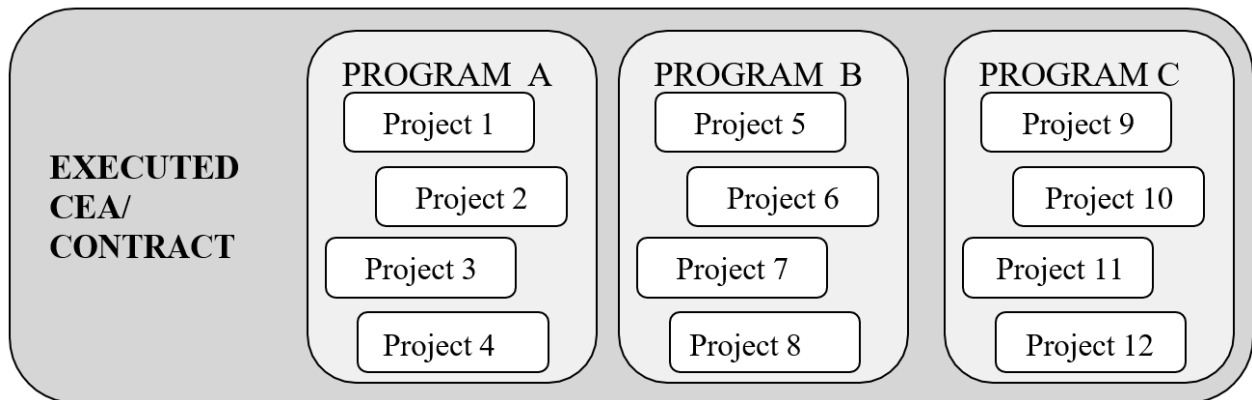 EXECUTED
CEA/
CONTRACT
PROGRAM A
Project 1
Project 2
Project 3
Project 4
PROGRAM B
Project 5
Project 6
Project 7
Project 8
PROGRAM C
Project 9
Project 10
Project 11
Project 12